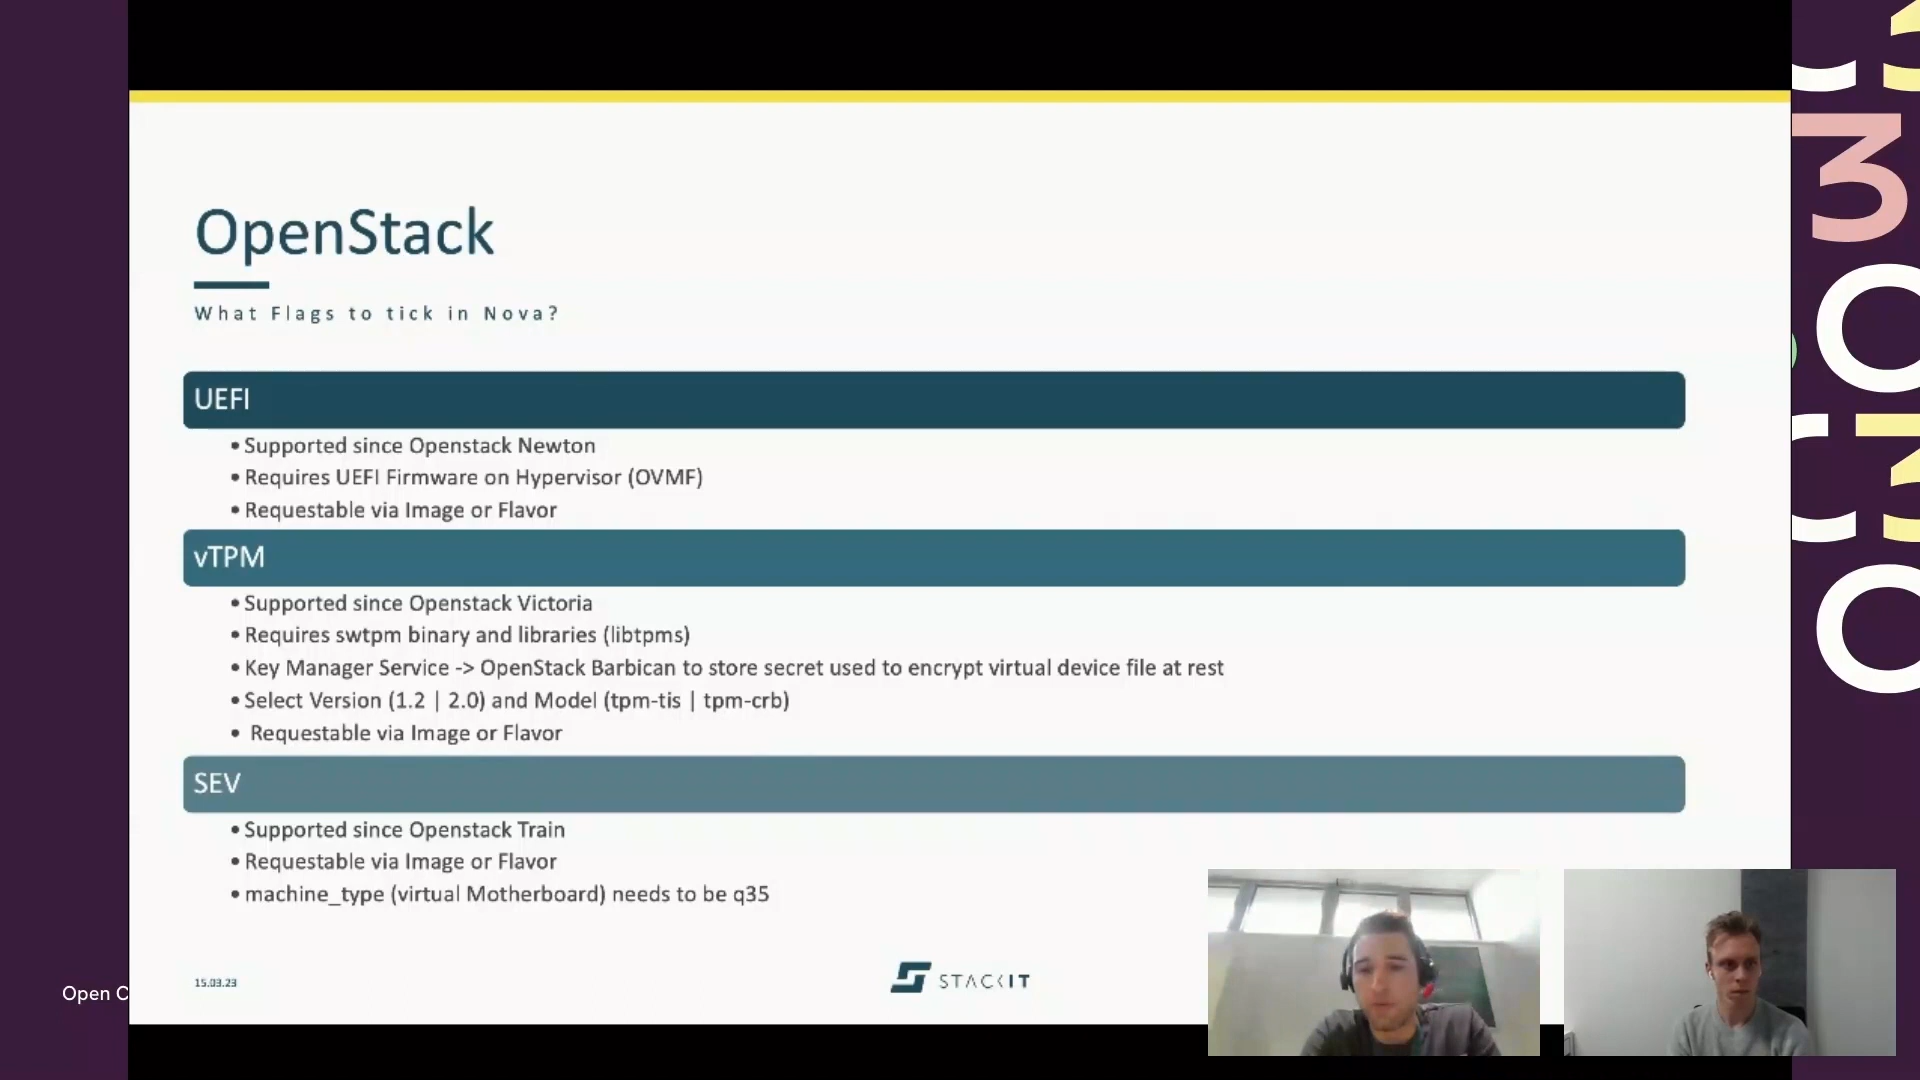 OpenStack
What Flags to tick in Nova?
UEFI
• Supported since Openstack Newton
• Requires UEFI Firmware on Hypervisor (OVMF)
• Requestable via Image or Flavor
vTPM
• Supported since Openstack Victoria
• Requires swtpm binary and libraries (libtpms)
• Key Manager Service -> OpenStack Barbican to store secret used to encrypt virtual device file at rest
• Select Version (1.2 | 2.0) and Model (tpm-tis | tpm-crb)
• Requestable via Image or Flavor
SEV
• Supported since Openstack Train
• Requestable via Image or Flavor
• machine_type (virtual Motherboard) needs to be q35
15.03.23
STACKIT
Open C